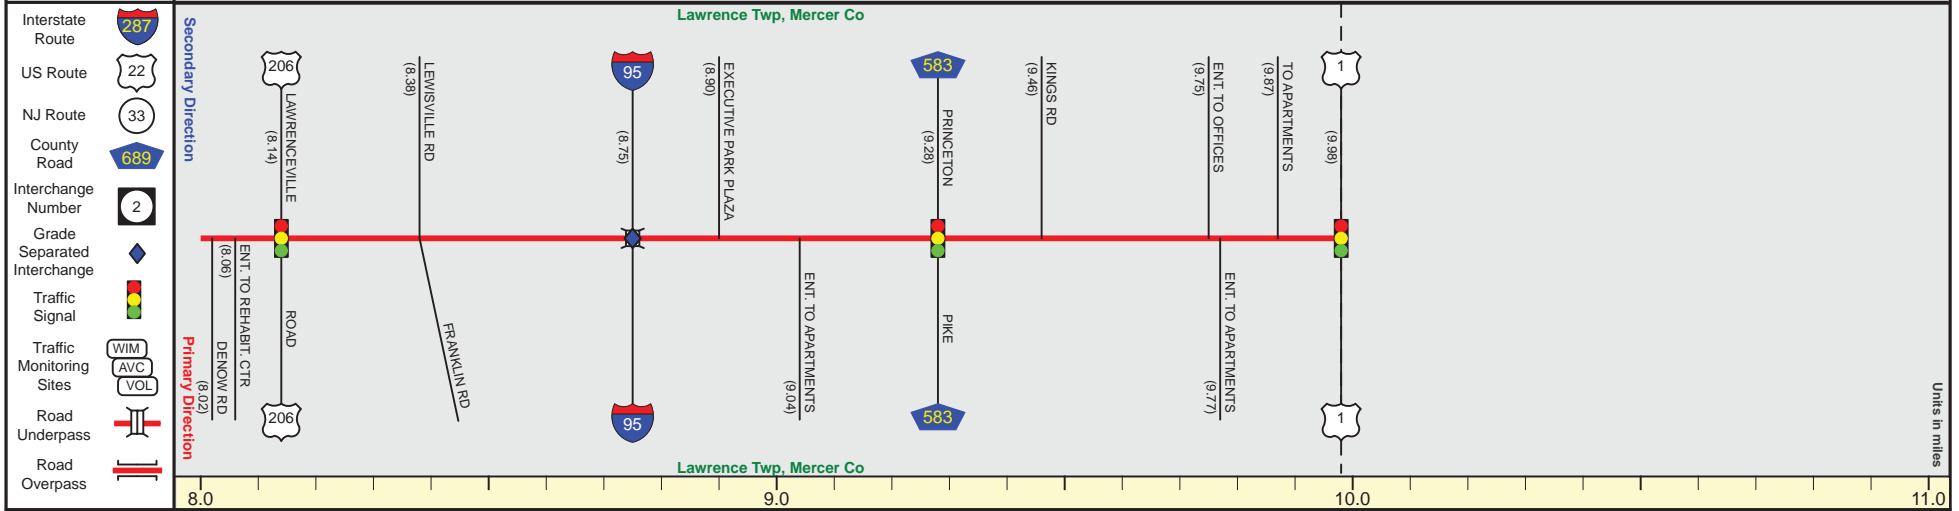 Interstate
Route
287
US Route
22
NJ Route
33
County
Road
689
Interchange
Number
2
Grade
Separated
Interchange
Traffic
Signal
Traffic
Monitoring
Sites
WIM
AVC
VOL
Road
Underpass
Road
Overpass
Secondary Direction
Primary Direction
Lawrence Twp, Mercer Co
DENOW RD
(8.02)
ENT. TO REHABIT. CTR
(8.06)
206
LAWRENCEVILLE
(8.14)
ROAD
206
LEWISVILLE RD
(8.38)
FRANKLIN RD
95
(8.75)
95
EXECUTIVE PARK PLAZA
(8.90)
ENT. TO APARTMENTS
(9.04)
583
PRINCETON
(9.28)
PIKE
583
KINGS RD
(9.46)
ENT. TO OFFICES
(9.75)
ENT. TO APARTMENTS
(9.77)
TO APARTMENTS
(9.87)
1
(9.98)
1
Lawrence Twp, Mercer Co
Units in miles
8.0
9.0
10.0
11.0